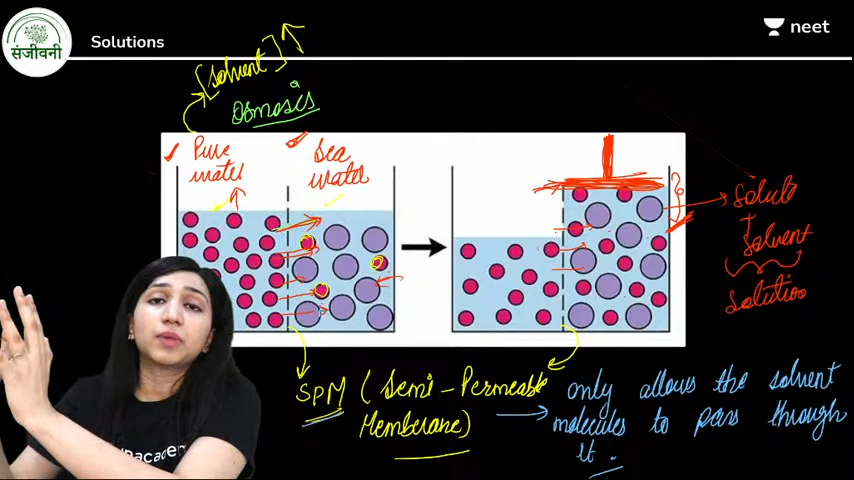 संजीवनी
Solutions
neet
[solvent]↑
Osmosis
Pure
water
Sea
water
Solute
+
Solvent
Solution
SPM (Semi-Permeable
Membrane)
only allows the solvent
molecules to pass through
it.